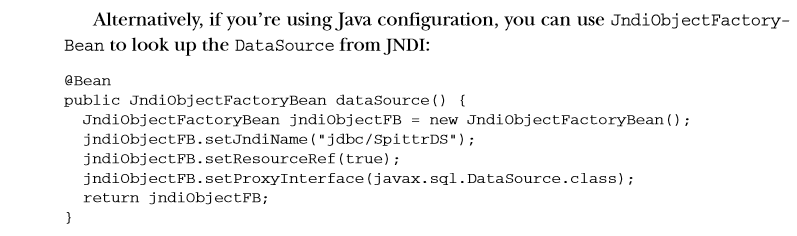 Alternatively, if you’re using Java configuration, you can use JndiObjectFactory-
Bean to look up the DataSource from JNDI:
@Bean
public JndiObjectFactoryBean dataSource() {
  JndiObjectFactoryBean jndiObjectFB = new JndiObjectFactoryBean();
  jndiObjectFB.setJndiName("jdbc/SpittrDS");
  jndiObjectFB.setResourceRef(true);
  jndiObjectFB.setProxyInterface(javax.sql.DataSource.class);
  return jndiObjectFB;
}